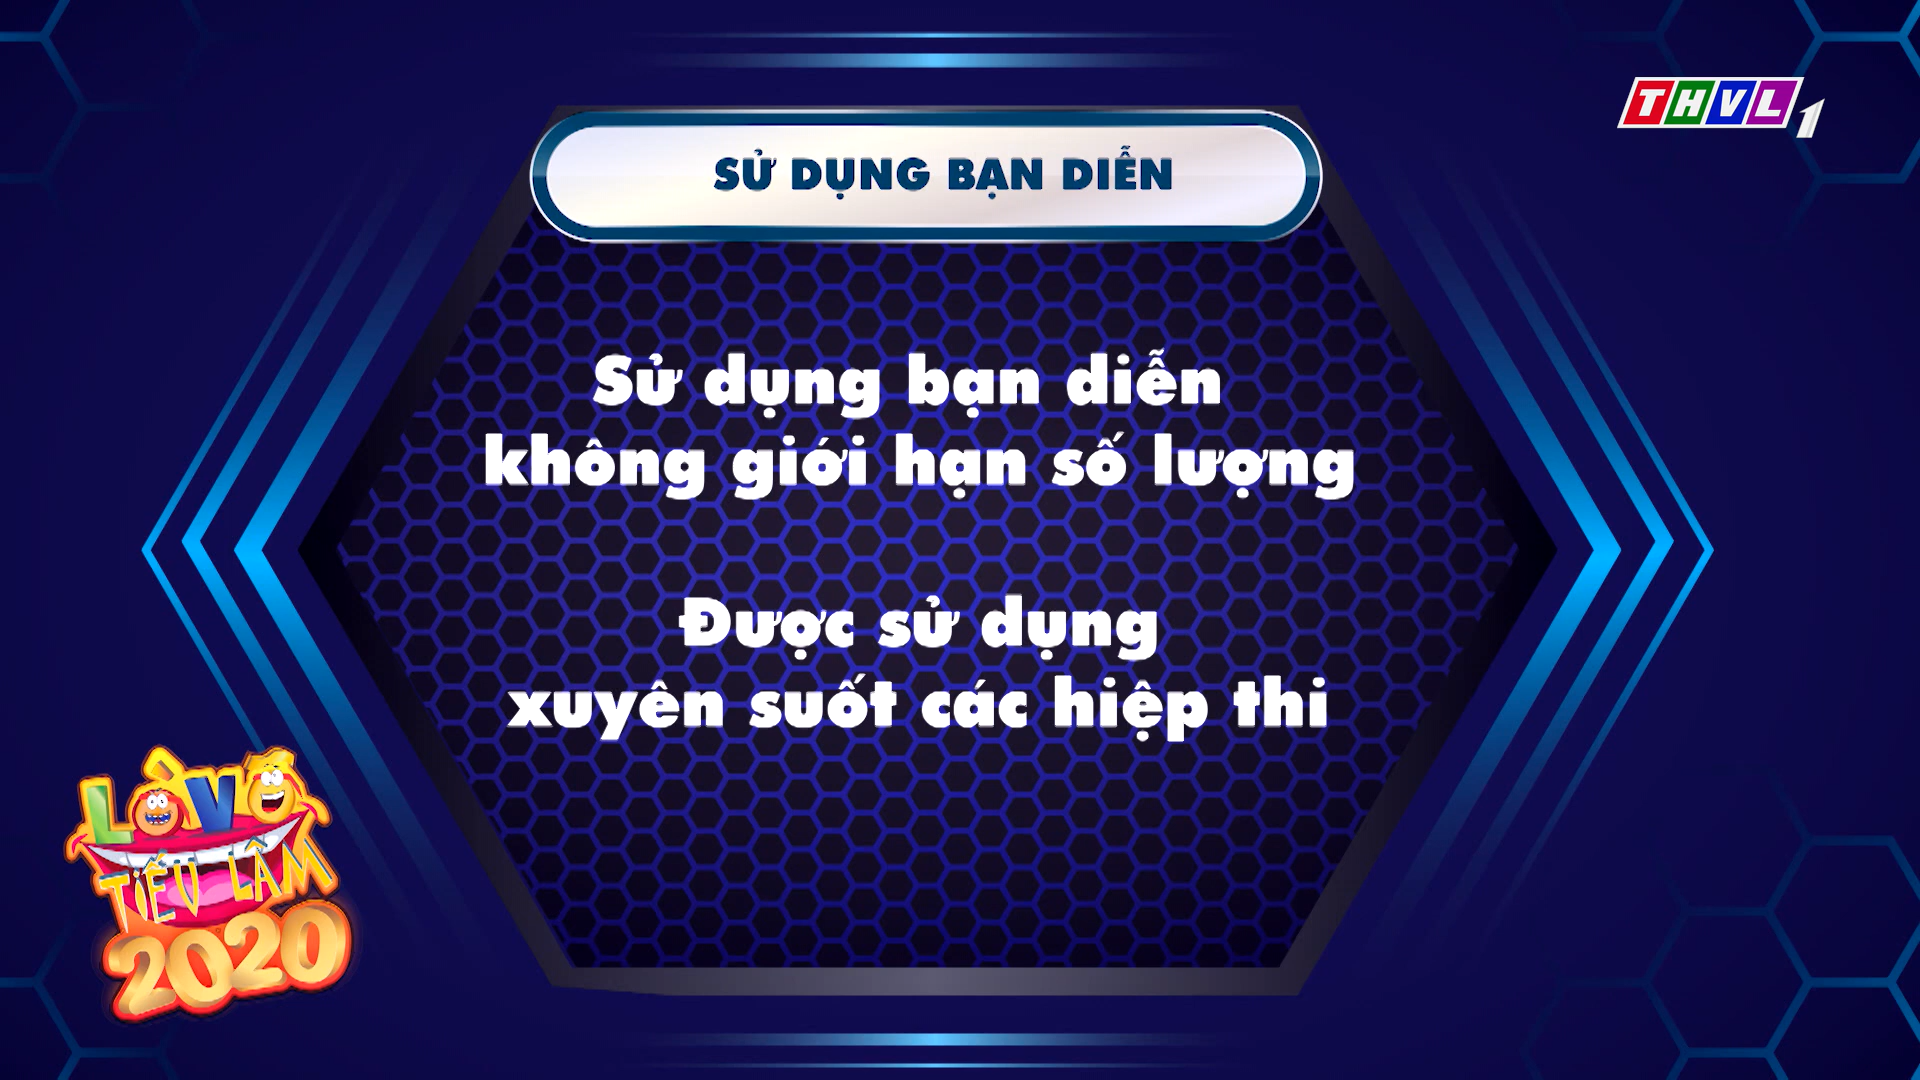 THVL1
SỬ DỤNG BẠN DIỄN
Sử dụng bạn diễn
không giới hạn số lượng
Được sử dụng
xuyên suốt các hiệp thi
LÒ VÕ
TIẾU LÂM
2020